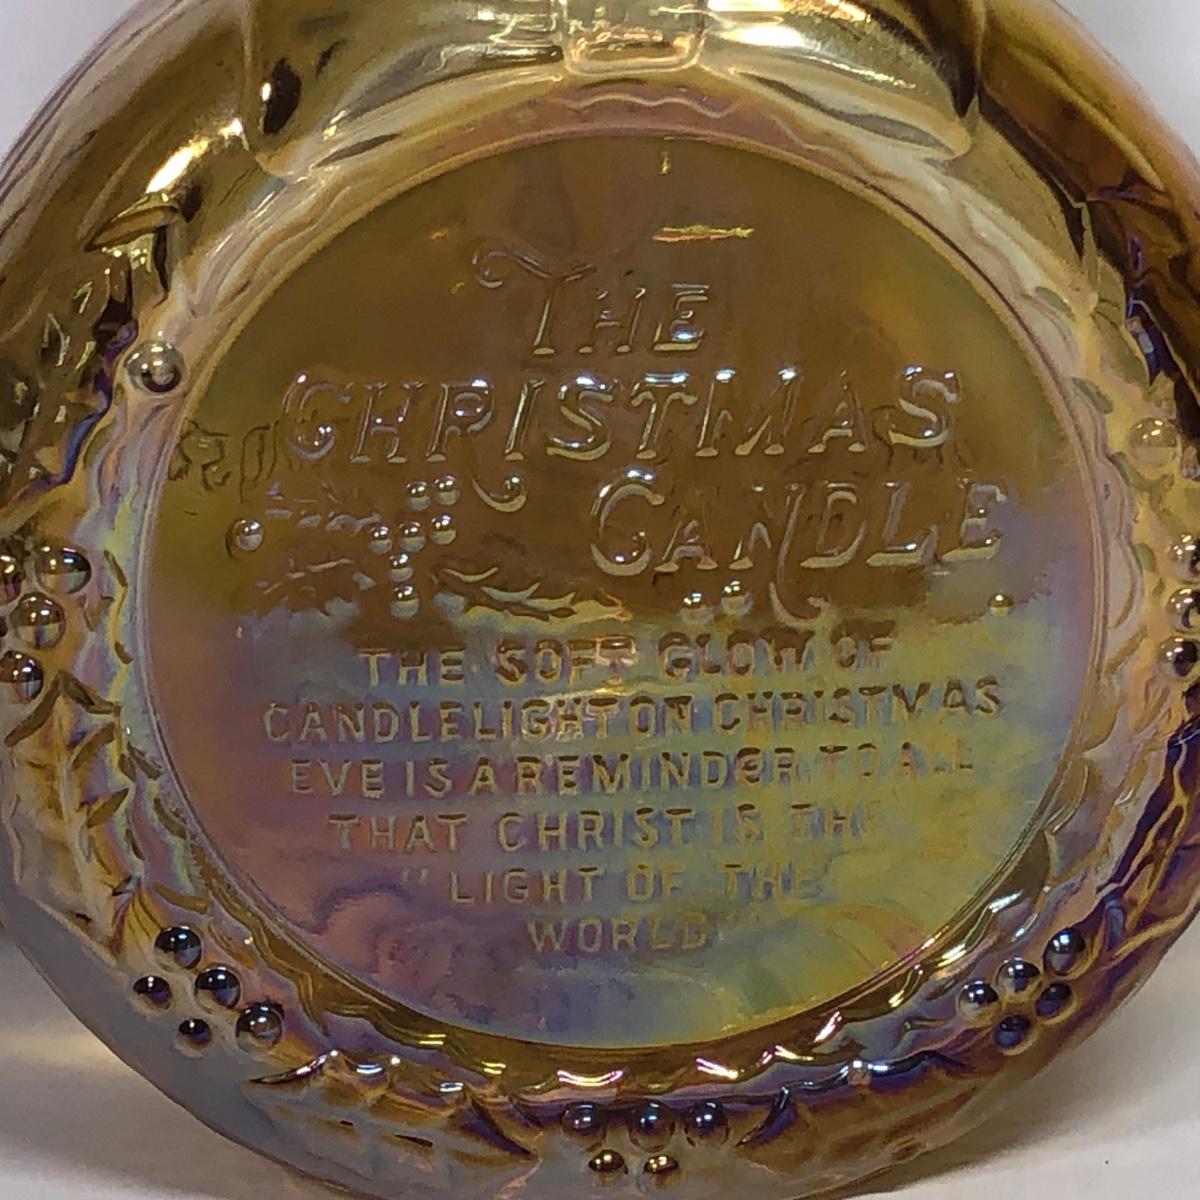 THE
CHRISTMAS
CANDLE
THE SOFT GLOW OF
CANDLELIGHT ON CHRISTMAS
EVE IS A REMINDER TO ALL
THAT CHRIST IS THE
"LIGHT OF THE
WORLD"